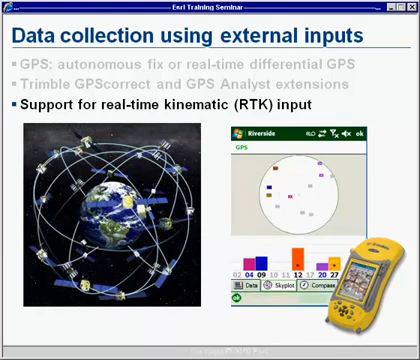 Esri Training Seminar
Data collection using external inputs
GPS: autonomous fix or real-time differential GPS
Trimble GPScorrect and GPS Analyst extensions
Support for real-time kinematic (RTK) input
Riverside
ok
GPS
02 04 09 11 12 17 20 27
Data Skyplot Compass
ok